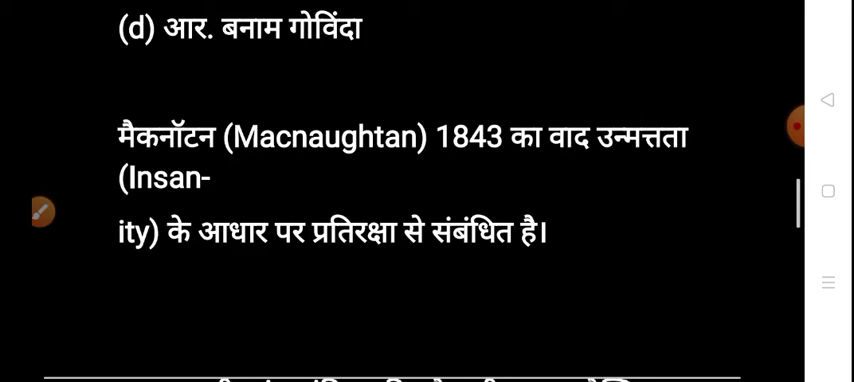 (d) आर. बनाम गोविंदा
मैकनॉटन (Macnaughtan) 1843 का वाद उन्मत्तता
(Insan-
ity) के आधार पर प्रतिरक्षा से संबंधित है।